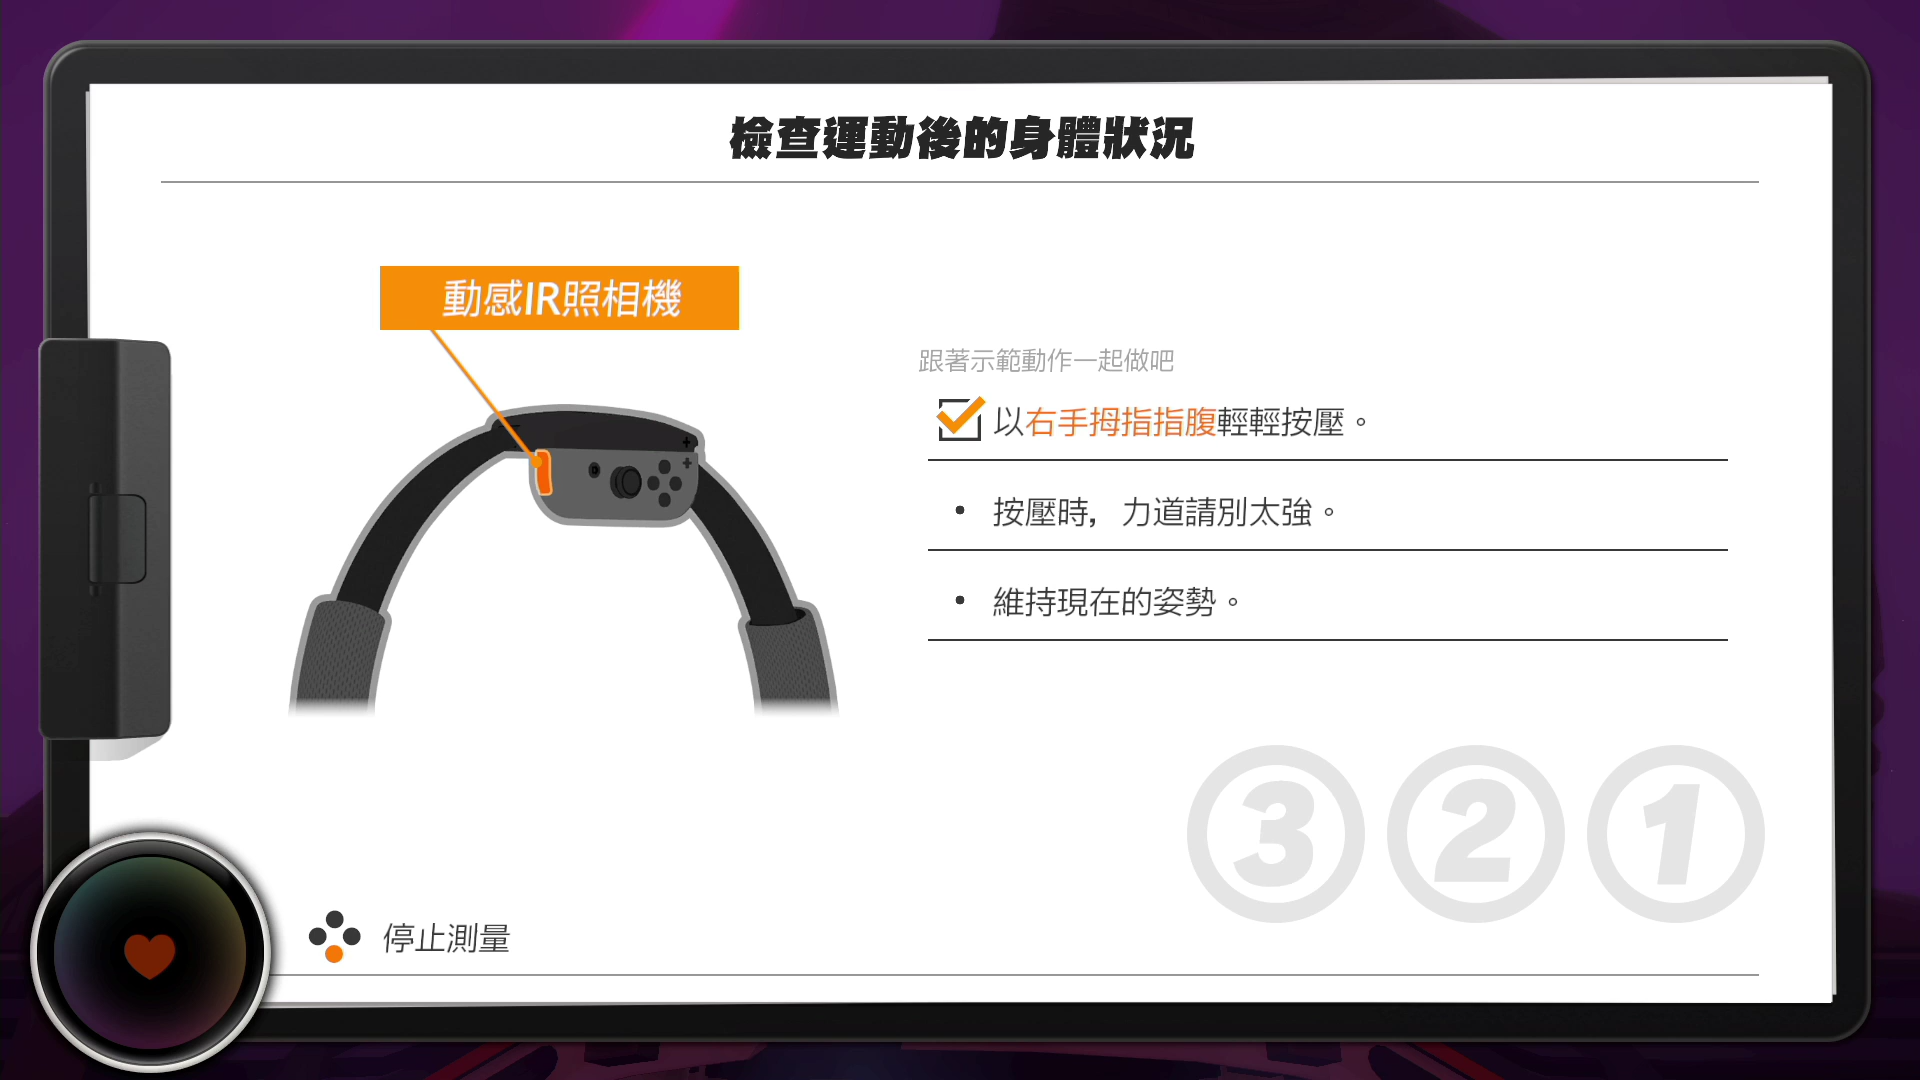 檢查運動後的身體狀況
動感IR照相機
跟著示範動作一起做吧
以右手拇指指腹輕輕按壓。
• 按壓時，力道請別太強。
• 維持現在的姿勢。
3 2 1
停止測量